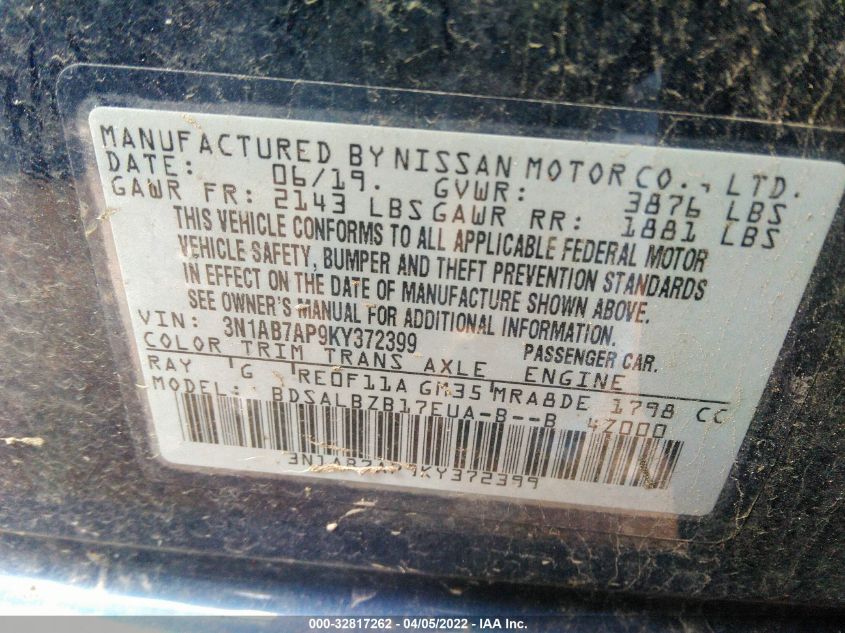 MANUFACTURED BY NISSAN MOTOR CO., LTD.
DATE: 06/19. GVWR: 3876 LBS
GAWR FR: 2143 LBS GAWR RR: 1881 LBS
THIS VEHICLE CONFORMS TO ALL APPLICABLE FEDERAL MOTOR
VEHICLE SAFETY, BUMPER AND THEFT PREVENTION STANDARDS
IN EFFECT ON THE DATE OF MANUFACTURE SHOWN ABOVE.
SEE OWNER'S MANUAL FOR ADDITIONAL INFORMATION.
VIN: 3N1AB7AP9KY372399 PASSENGER CAR.
COLOR TRIM TRANS AXLE ENGINE
RAY G RE0F11A GM35 MRA8DE 1798 CC
MODEL: BDSALBZB17EUA-B--B 47000
3N1AB7AP9KY372399
000-32817262 - 04/05/2022 - IAA Inc.